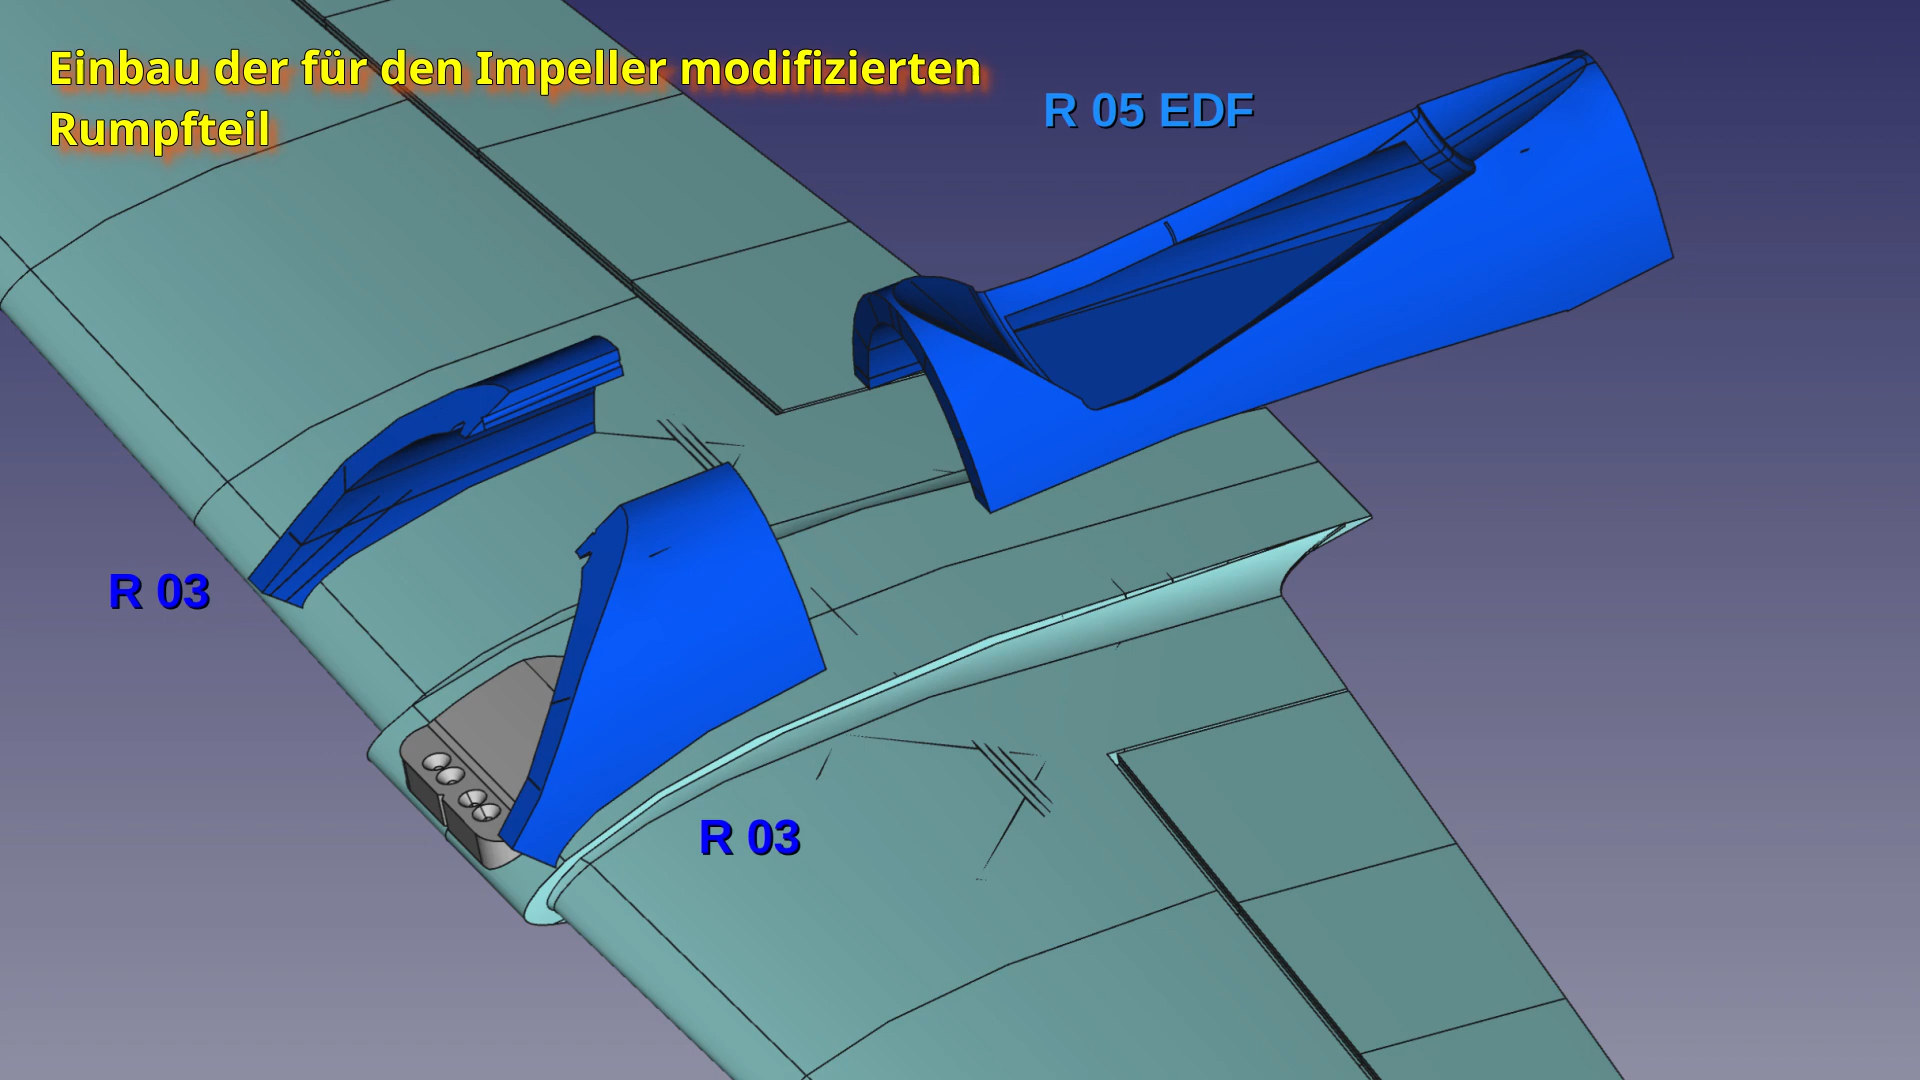 Einbau der für den Impeller modifizierten
Rumpfteil
R 05 EDF
R 03
R 03